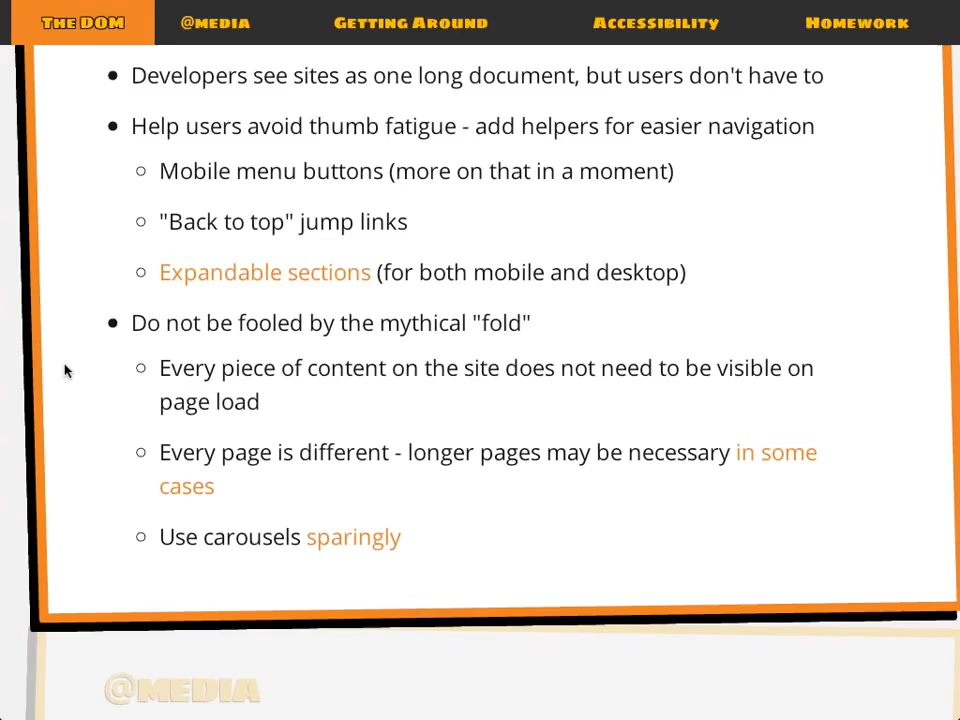 The DOM @media Getting Around Accessibility Homework
Developers see sites as one long document, but users don't have to
Help users avoid thumb fatigue - add helpers for easier navigation
Mobile menu buttons (more on that in a moment)
"Back to top" jump links
Expandable sections (for both mobile and desktop)
Do not be fooled by the mythical "fold"
Every piece of content on the site does not need to be visible on
page load
Every page is different - longer pages may be necessary in some
cases
Use carousels sparingly
@media